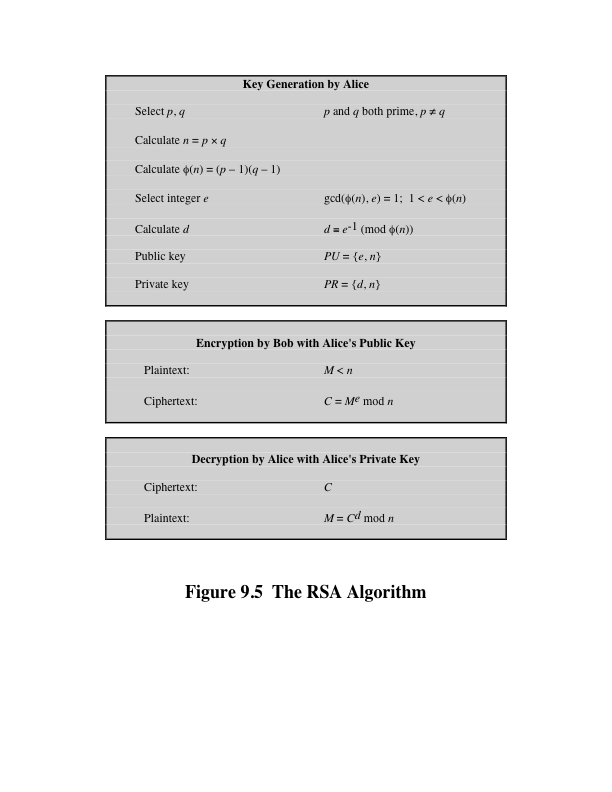 Key Generation by Alice
Select p, q p and q both prime, p ≠ q
Calculate n = p × q
Calculate ϕ(n) = (p – 1)(q – 1)
Select integer e gcd(ϕ(n), e) = 1; 1 < e < ϕ(n)
Calculate d d ≡ e⁻¹ (mod ϕ(n))
Public key PU = {e, n}
Private key PR = {d, n}
Encryption by Bob with Alice's Public Key
Plaintext: M < n
Ciphertext: C = Mᵉ mod n
Decryption by Alice with Alice's Private Key
Ciphertext: C
Plaintext: M = Cᵈ mod n
Figure 9.5 The RSA Algorithm